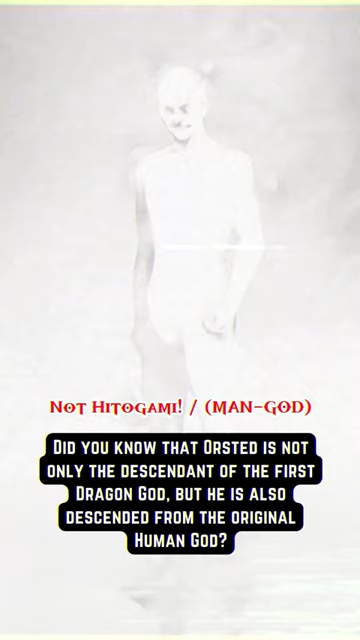 Not Hitogami! / (MAN-GOD)
Did you know that Orsted is not
only the descendant of the first
Dragon God, but he is also
descended from the original
Human God?